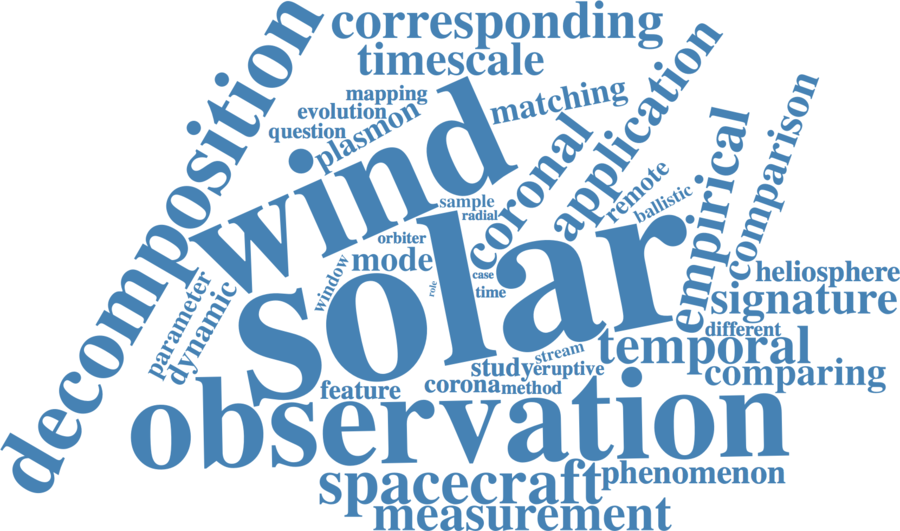 corresponding
timescale
decomposition
mapping
evolution
question
plasmon
wind
matching
application
coronal
sample
radial
remote
ballistic
empirical
comparison
orbiter
mode
window
solar
case
time
role
parameter
dynamic
heliosphere
signature
different
temporal
comparing
stream
study
eruptive
feature
corona
method
observation
spacecraft
phenomenon
measurement